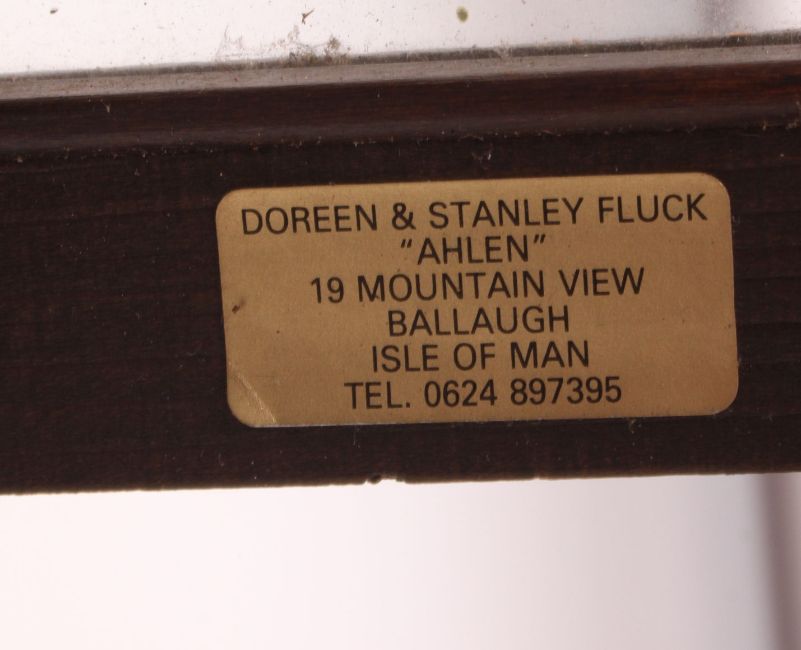 DOREEN & STANLEY FLUCK
"AHLEN"
19 MOUNTAIN VIEW
BALLAUGH
ISLE OF MAN
TEL. 0624 897395